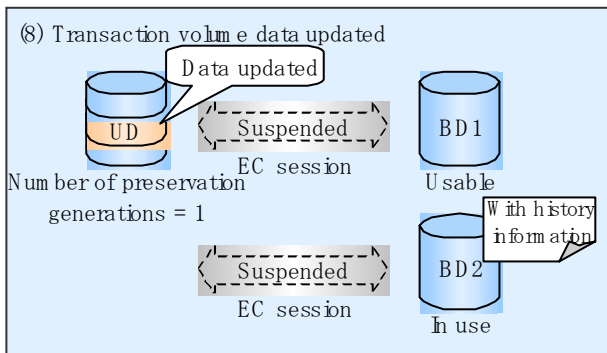 (8) Transaction volume data updated
Data updated
UD
Suspended
BD1
EC session
Number of preservation
generations = 1
Usable
With history
information
Suspended
BD2
EC session
In use